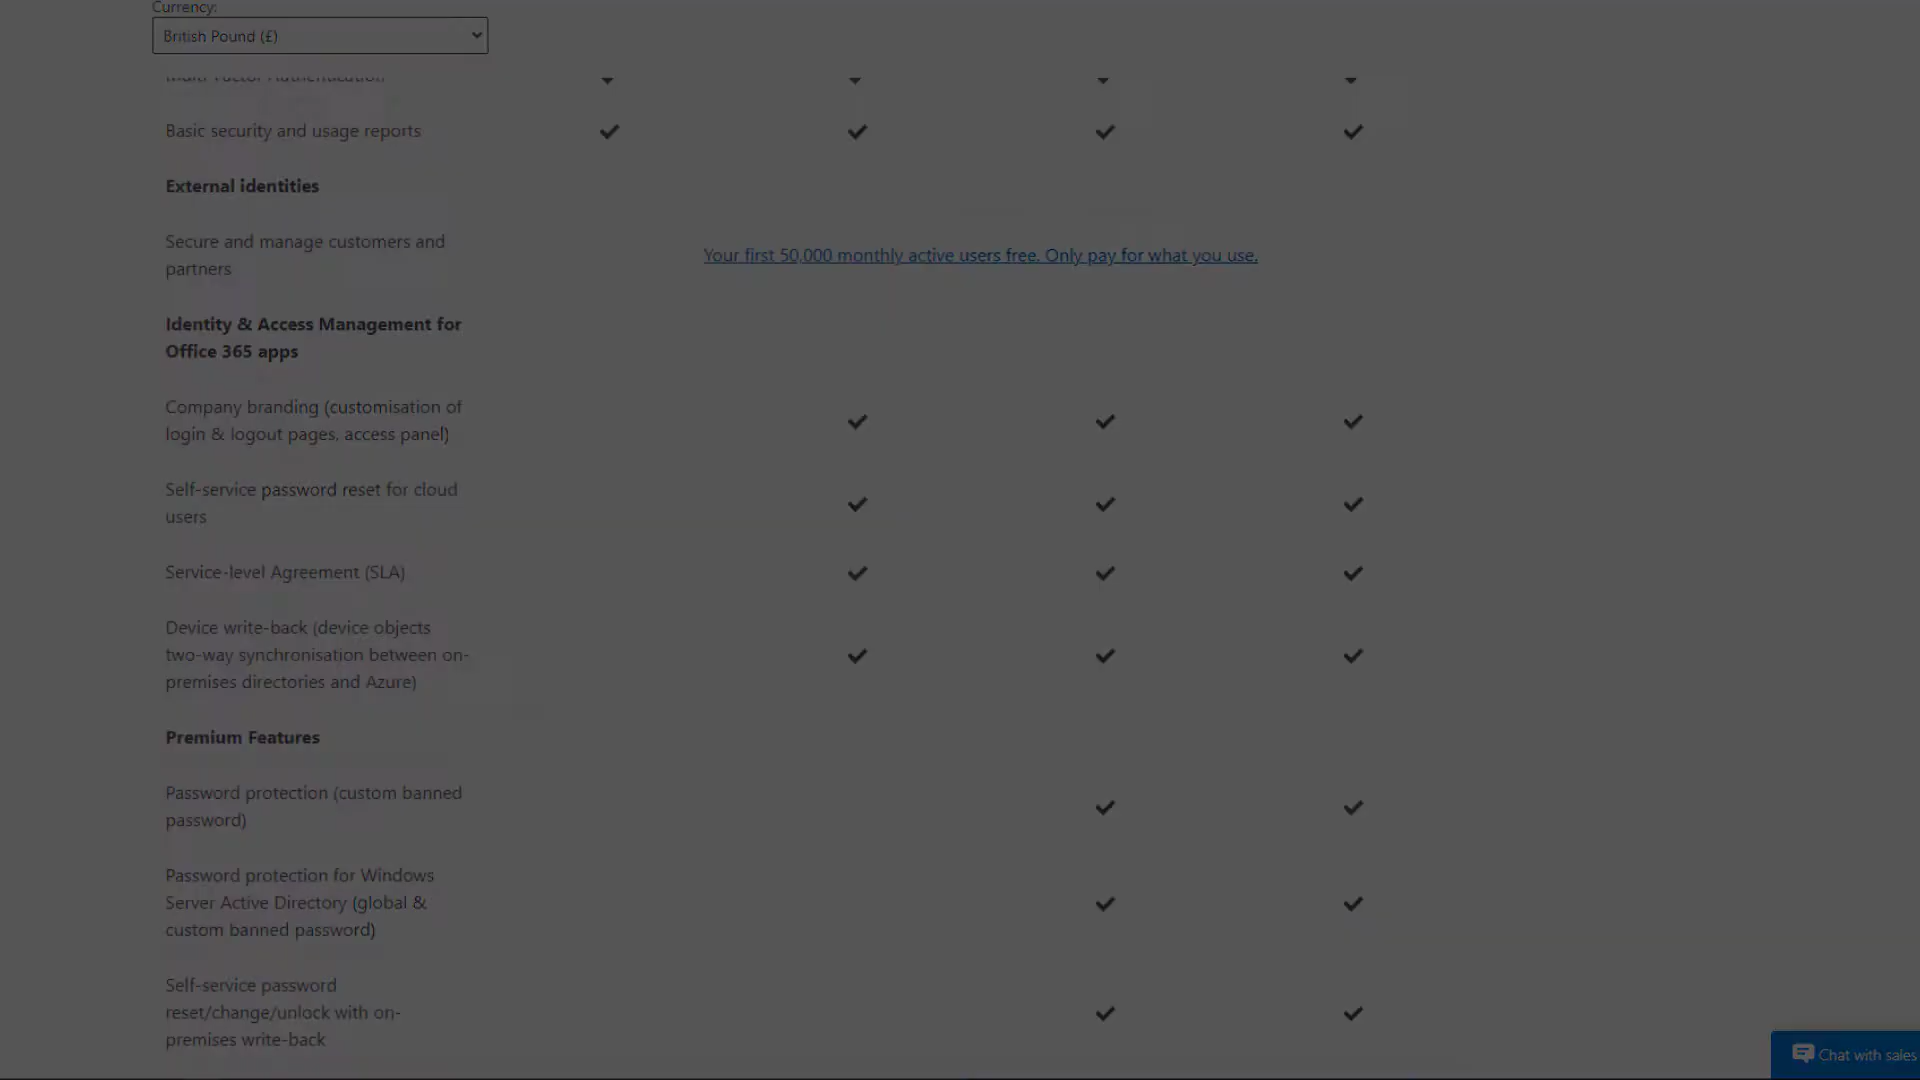 Currency:
British Pound (£)
Multi-Factor Authentication
Basic security and usage reports
External identities
Secure and manage customers and
partners
Your first 50,000 monthly active users free. Only pay for what you use.
Identity & Access Management for
Office 365 apps
Company branding (customisation of
login & logout pages, access panel)
Self-service password reset for cloud
users
Service-level Agreement (SLA)
Device write-back (device objects
two-way synchronisation between on-
premises directories and Azure)
Premium Features
Password protection (custom banned
password)
Password protection for Windows
Server Active Directory (global &
custom banned password)
Self-service password
reset/change/unlock with on-
premises write-back
Chat with sales